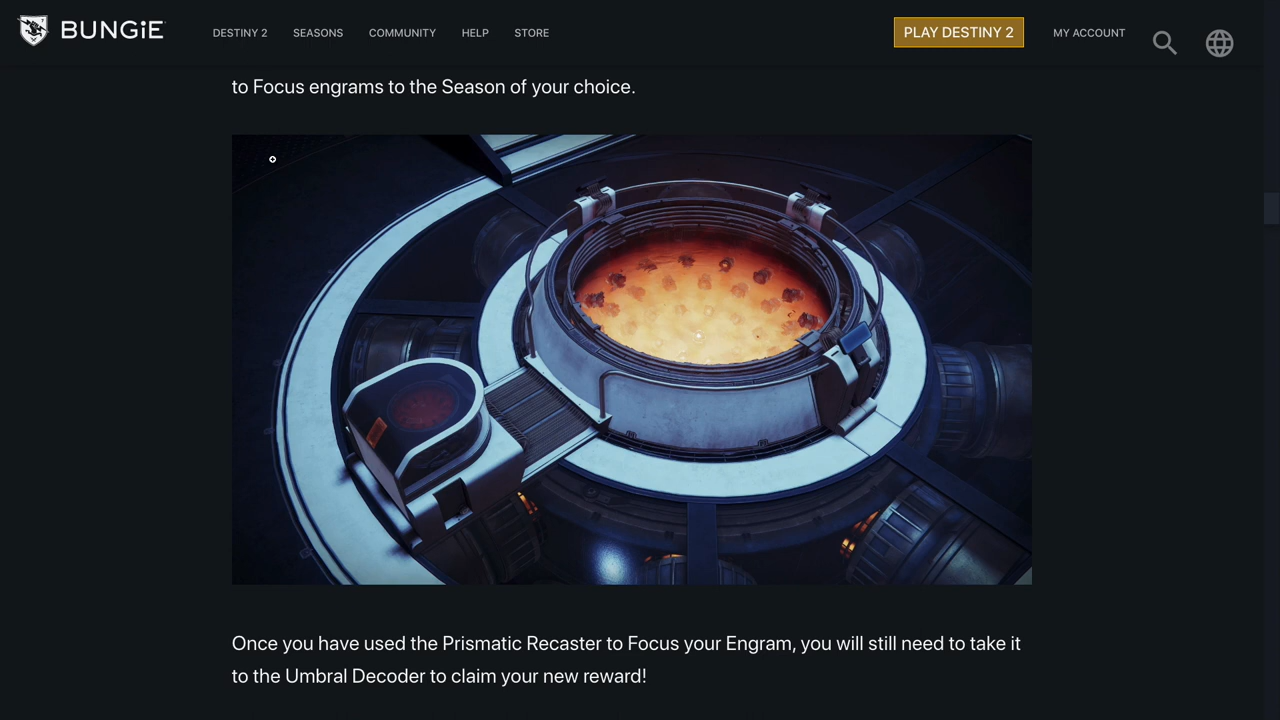 BUNGiE
DESTINY 2 SEASONS COMMUNITY HELP STORE PLAY DESTINY 2 MY ACCOUNT
to Focus engrams to the Season of your choice.
Once you have used the Prismatic Recaster to Focus your Engram, you will still need to take it
to the Umbral Decoder to claim your new reward!